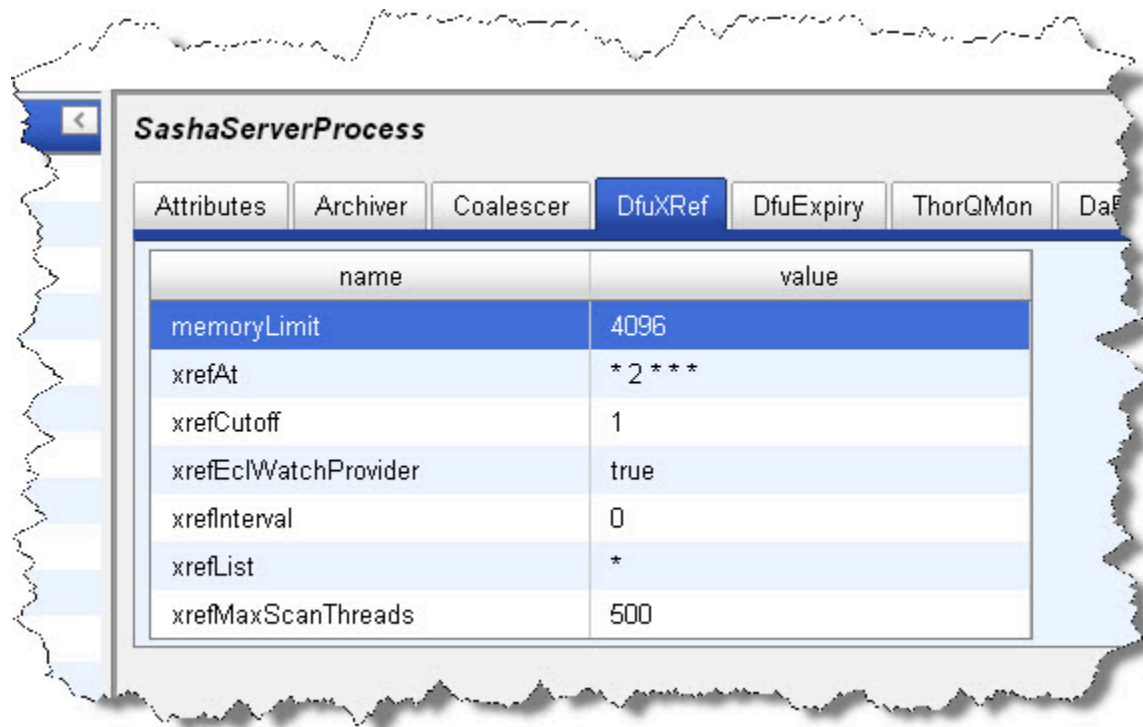 SashaServerProcess
Attributes Archiver Coalescer DfuXRef DfuExpiry ThorQMon
name value
memoryLimit 4096
xrefAt * 2 * * *
xrefCutoff 1
xrefEclWatchProvider true
xrefInterval 0
xrefList *
xrefMaxScanThreads 500